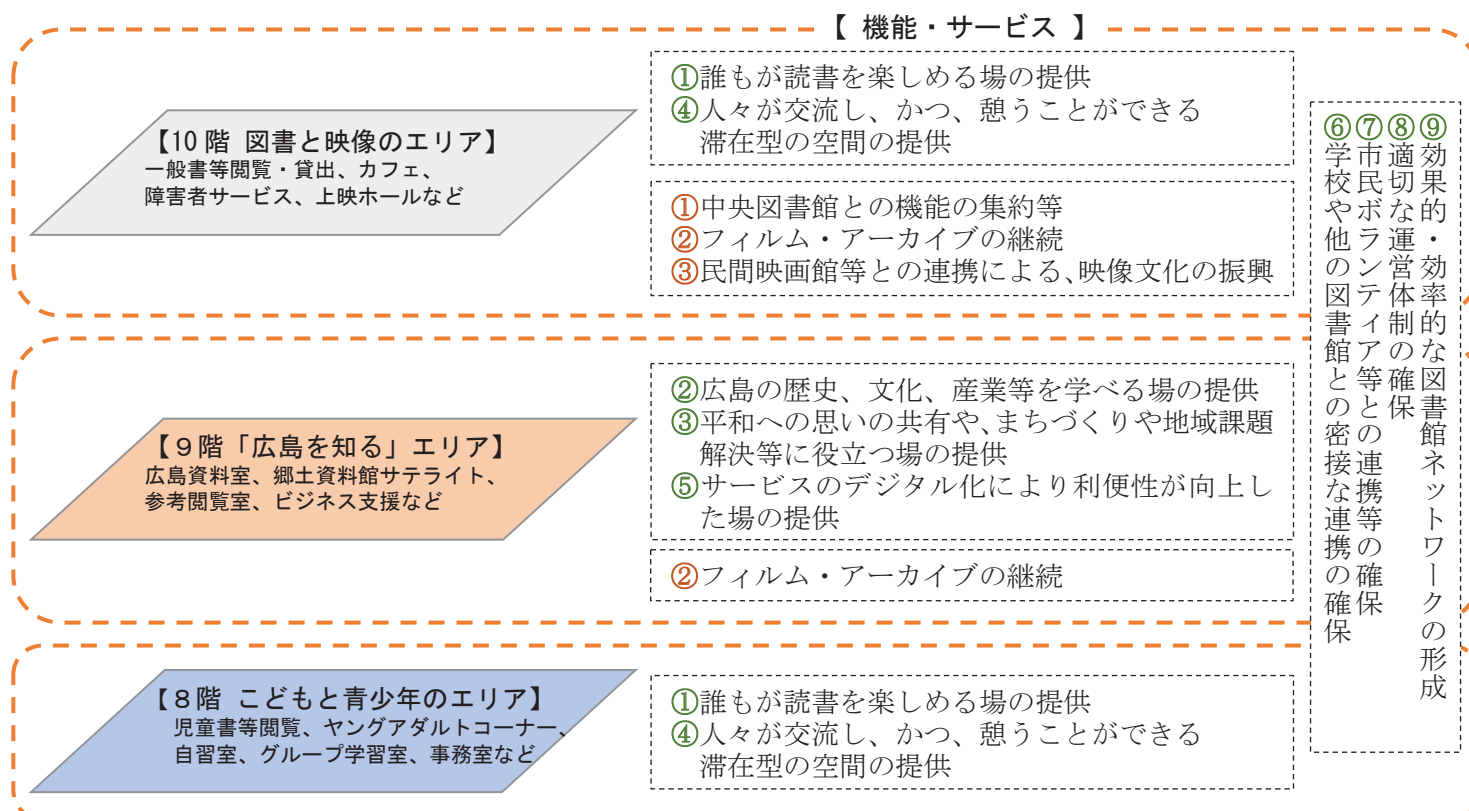 【 機能・サービス 】
【10 階 図書と映像のエリア】
一般書等閲覧・貸出、カフェ、
障害者サービス、上映ホールなど
①誰もが読書を楽しめる場の提供
④人々が交流し、かつ、憩うことができる
滞在型の空間の提供
①中央図書館との機能の集約等
②フィルム・アーカイブの継続
③民間映画館等との連携による、映像文化の振興
【９階「広島を知る」エリア】
広島資料室、郷土資料館サテライト、
参考閲覧室、ビジネス支援など
②広島の歴史、文化、産業等を学べる場の提供
③平和への思いの共有や、まちづくりや地域課題
解決等に役立つ場の提供
⑤サービスのデジタル化により利便性が向上し
た場の提供
②フィルム・アーカイブの継続
【８階 こどもと青少年のエリア】
児童書等閲覧、ヤングアダルトコーナー、
自習室、グループ学習室、事務室など
①誰もが読書を楽しめる場の提供
④人々が交流し、かつ、憩うことができる
滞在型の空間の提供
⑥学校や他の図書館との密接な連携の確保
⑦市民ボランティア等との連携等の確保
⑧適切な運営体制の確保
⑨効果的・効率的な図書館ネットワークの形成